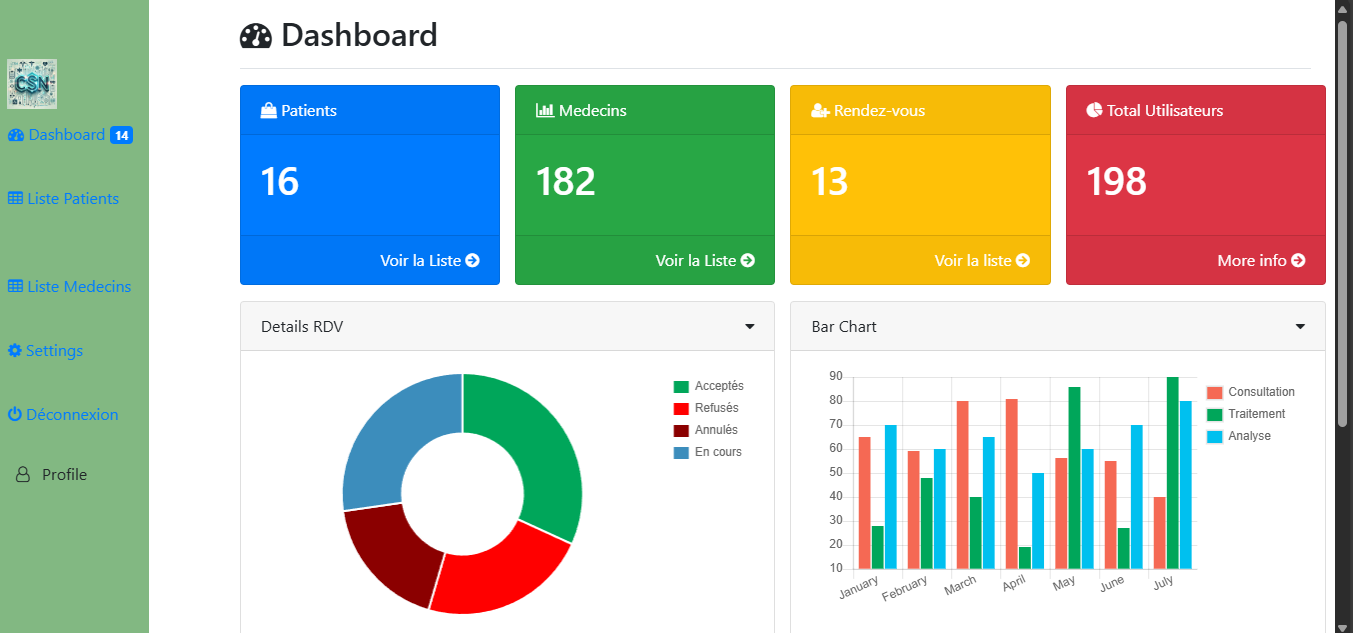 Dashboard
CSN
Dashboard 14
Liste Patients
Liste Medecins
Settings
Déconnexion
Profile
Patients
16
Voir la Liste
Medecins
182
Voir la Liste
Rendez-vous
13
Voir la liste
Total Utilisateurs
198
More info
Details RDV
Acceptés
Refusés
Annulés
En cours
Bar Chart
90
80
70
60
50
40
30
20
10
January
February
March
April
May
June
July
Consultation
Traitement
Analyse